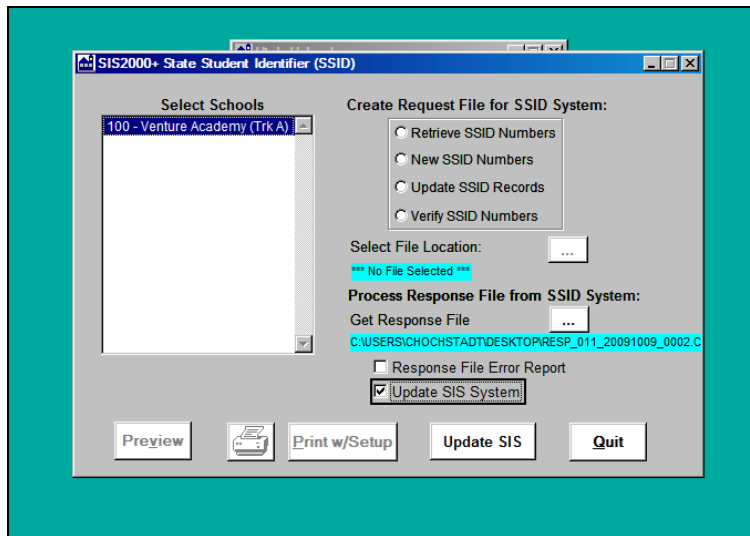 SIS2000+ State Student Identifier (SSID)
Select Schools
100 - Venture Academy (Trk A)
Create Request File for SSID System:
Retrieve SSID Numbers
New SSID Numbers
Update SSID Records
Verify SSID Numbers
Select File Location:
...
*** No File Selected ***
Process Response File from SSID System:
Get Response File
...
C:\USERS\CHOCHSTADT\DESKTOP\RESP_011_20091009_0002.C
Response File Error Report
Update SIS System
Preview
Print w/Setup
Update SIS
Quit